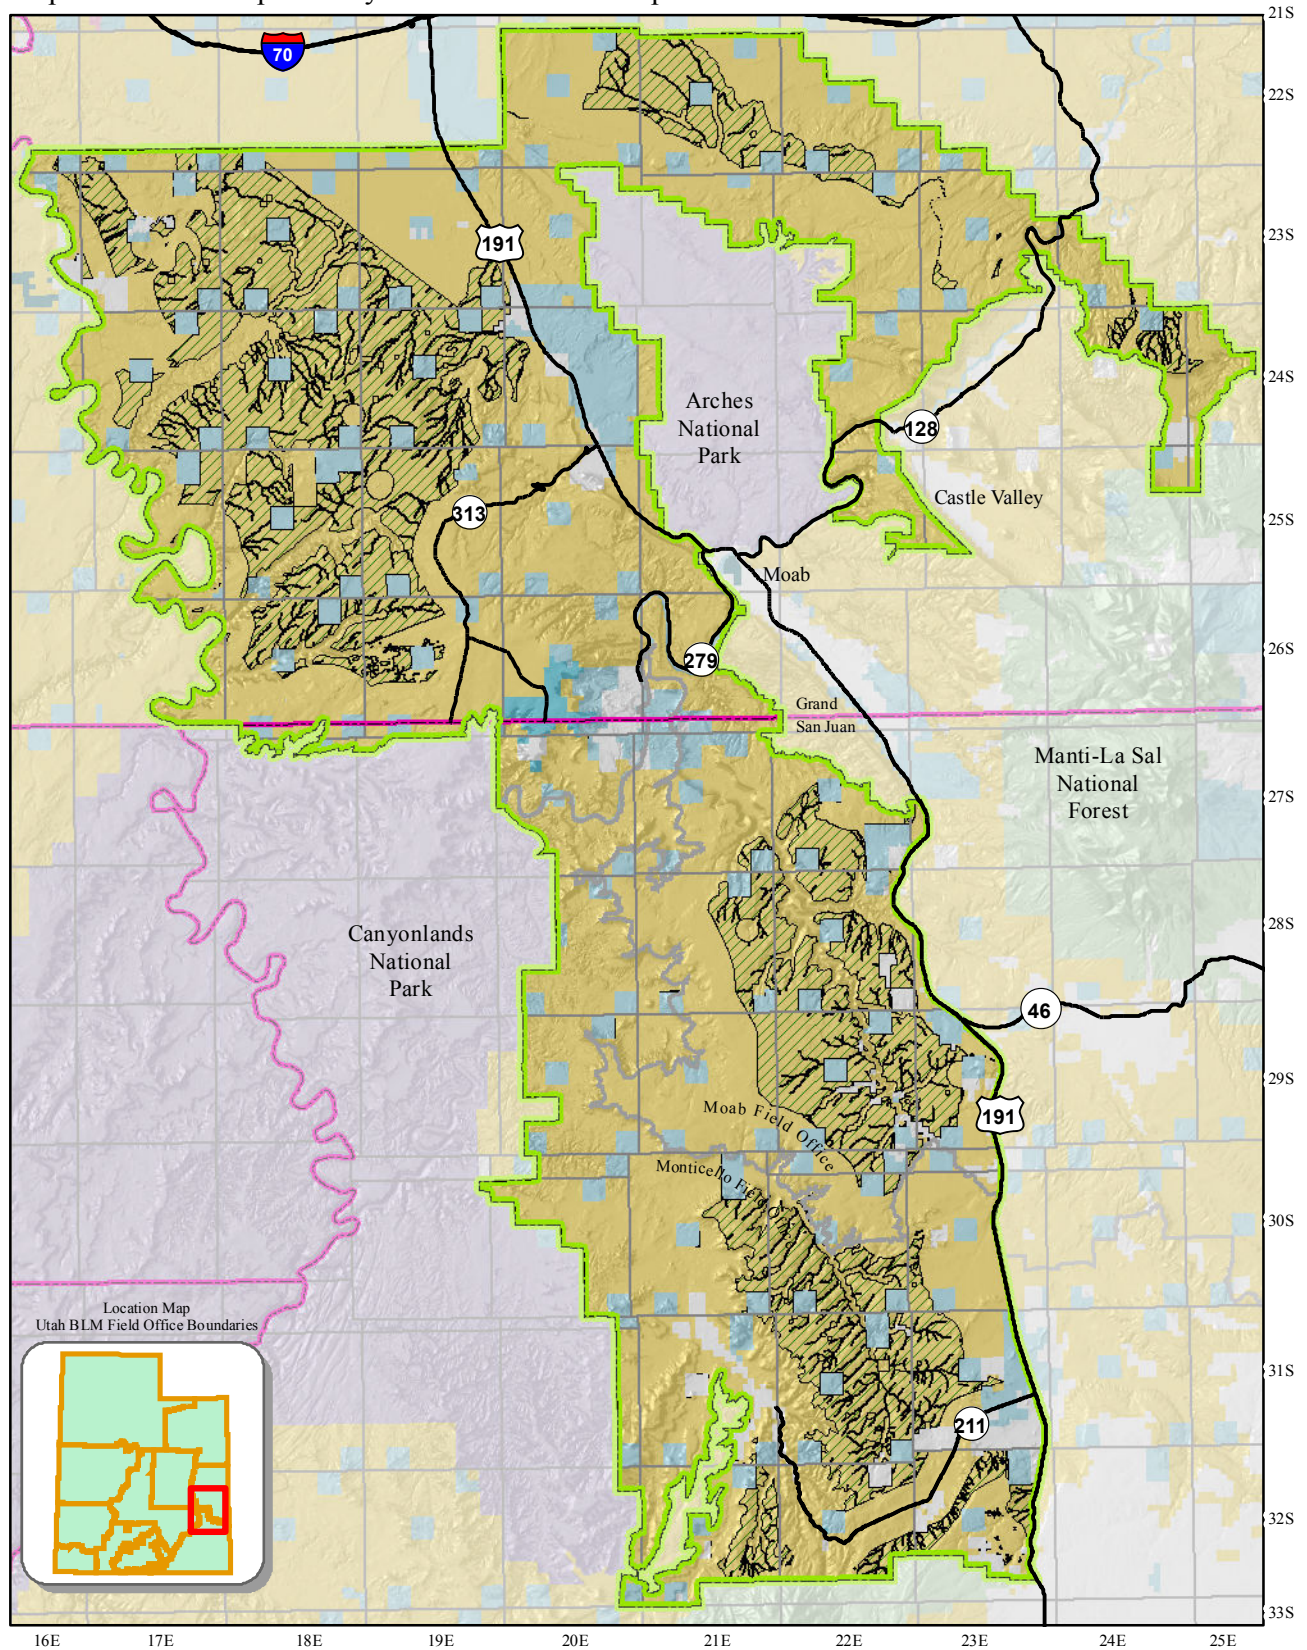 21S
70
22S
191
23S
24S
Arches
National
Park
128
Castle Valley
313
25S
Moab
279
26S
Grand
San Juan
Manti-La Sal
National
Forest
27S
Canyonlands
National
Park
28S
46
29S
Moab Field Office
191
Monticello Field
30S
Location Map
Utah BLM Field Office Boundaries
31S
211
32S
33S
16E 17E 18E 19E 20E 21E 22E 23E 24E 25E